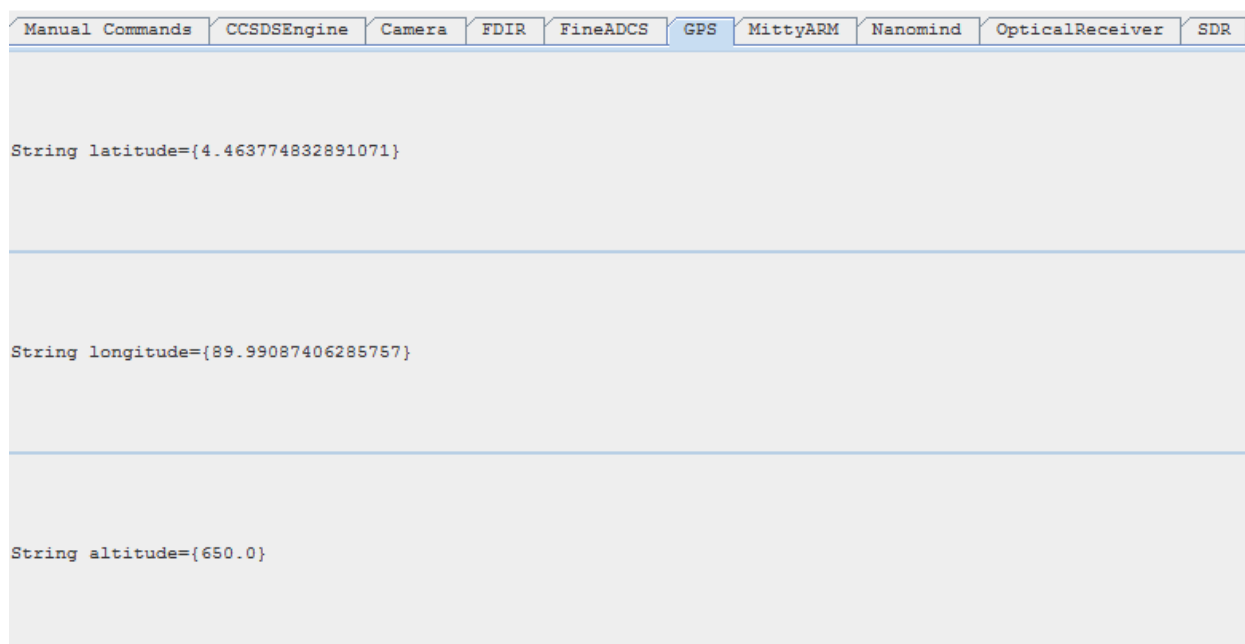 Manual Commands CCSDSEngine Camera FDIR FineADCS GPS MittyARM Nanomind OpticalReceiver SDR
String latitude={4.463774832891071}
String longitude={89.99087406285757}
String altitude={650.0}